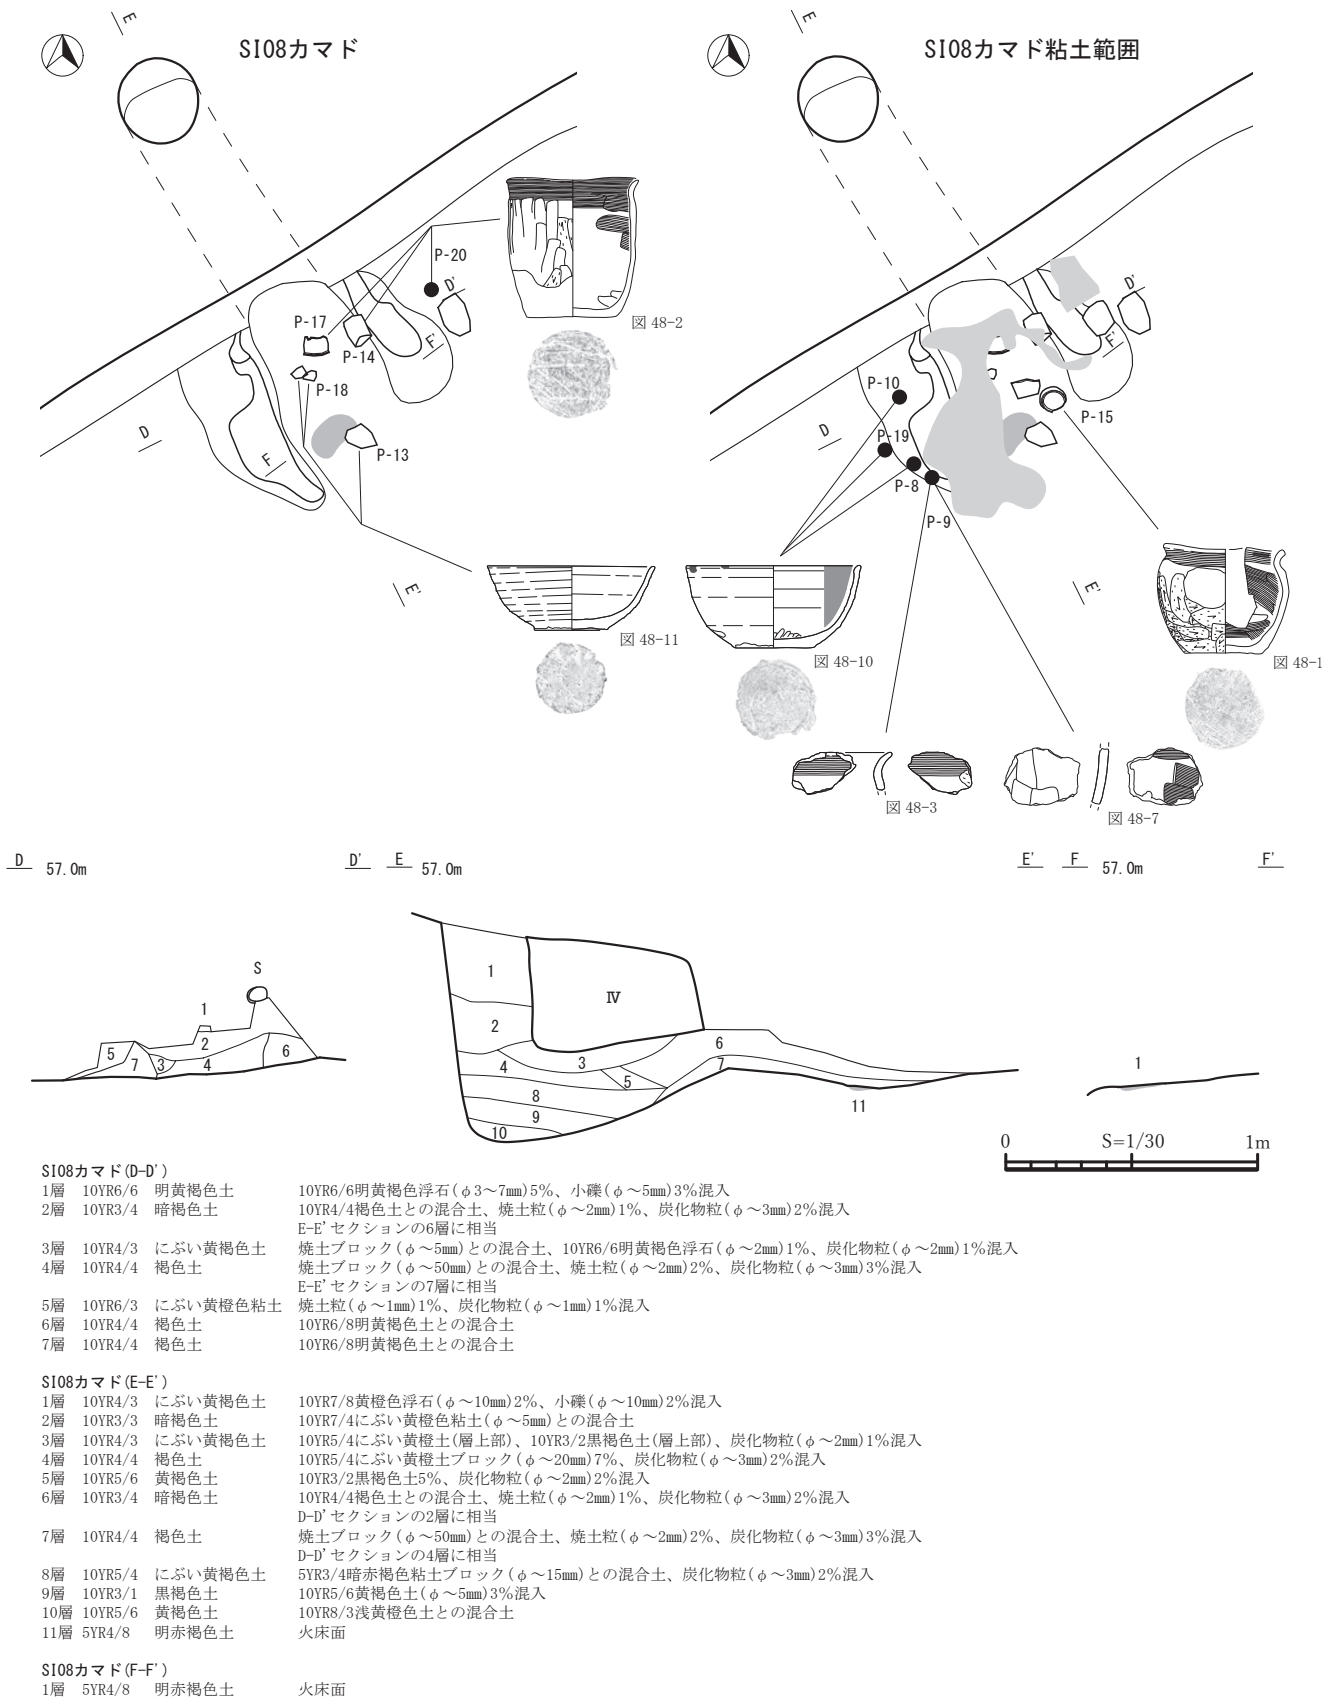 SI08カマド
SI08カマド粘土範囲
E
E
P-20
D'
P-17
P-14
F'
P-18
P-13
D
F
E'
図 48-2
図 48-11
D'
F'
P-10
P-15
D
P-19
P-8
P-9
E'
図 48-10
図 48-1
図 48-3
図 48-7
D 57.0m D' E 57.0m E' F 57.0m F'
S
1
2
3
4
5
6
7
1
2
3
4
5
6
7
8
9
10
11
Ⅳ
1
0 S=1/30 1m
SI08カマド(D-D')
1層 10YR6/6 明黄褐色土 10YR6/6明黄褐色浮石(φ3～7㎜)5%、小礫(φ～5㎜)3%混入
2層 10YR3/4 暗褐色土 10YR4/4褐色土との混合土、焼土粒(φ～2㎜)1%、炭化物粒(φ～3㎜)2%混入
E-E'セクションの6層に相当
3層 10YR4/3 にぶい黄褐色土 焼土ブロック(φ～5㎜)との混合土、10YR6/6明黄褐色浮石(φ～2㎜)1%、炭化物粒(φ～2㎜)1%混入
4層 10YR4/4 褐色土 焼土ブロック(φ～50㎜)との混合土、焼土粒(φ～2㎜)2%、炭化物粒(φ～3㎜)3%混入
E-E'セクションの7層に相当
5層 10YR6/3 にぶい黄橙色粘土 焼土粒(φ～1㎜)1%、炭化物粒(φ～1㎜)1%混入
6層 10YR4/4 褐色土 10YR6/8明黄褐色土との混合土
7層 10YR4/4 褐色土 10YR6/8明黄褐色土との混合土
SI08カマド(E-E')
1層 10YR4/3 にぶい黄褐色土 10YR7/8黄橙色浮石(φ～10㎜)2%、小礫(φ～10㎜)2%混入
2層 10YR3/3 暗褐色土 10YR7/4にぶい黄橙色粘土(φ～5㎜)との混合土
3層 10YR4/3 にぶい黄褐色土 10YR5/4にぶい黄橙土(層上部)、10YR3/2黒褐色土(層上部)、炭化物粒(φ～2㎜)1%混入
4層 10YR4/4 褐色土 10YR5/4にぶい黄橙土ブロック(φ～20㎜)7%、炭化物粒(φ～3㎜)2%混入
5層 10YR5/6 黄褐色土 10YR3/2黒褐色土5%、炭化物粒(φ～2㎜)2%混入
6層 10YR3/4 暗褐色土 10YR4/4褐色土との混合土、焼土粒(φ～2㎜)1%、炭化物粒(φ～3㎜)2%混入
D-D'セクションの2層に相当
7層 10YR4/4 褐色土 焼土ブロック(φ～50㎜)との混合土、焼土粒(φ～2㎜)2%、炭化物粒(φ～3㎜)3%混入
D-D'セクションの4層に相当
8層 10YR5/4 にぶい黄褐色土 5YR3/4暗赤褐色粘土ブロック(φ～15㎜)との混合土、炭化物粒(φ～3㎜)2%混入
9層 10YR3/1 黒褐色土 10YR5/6黄褐色土(φ～5㎜)3%混入
10層 10YR5/6 黄褐色土 10YR8/3浅黄橙色土との混合土
11層 5YR4/8 明赤褐色土 火床面
SI08カマド(F-F')
1層 5YR4/8 明赤褐色土 火床面